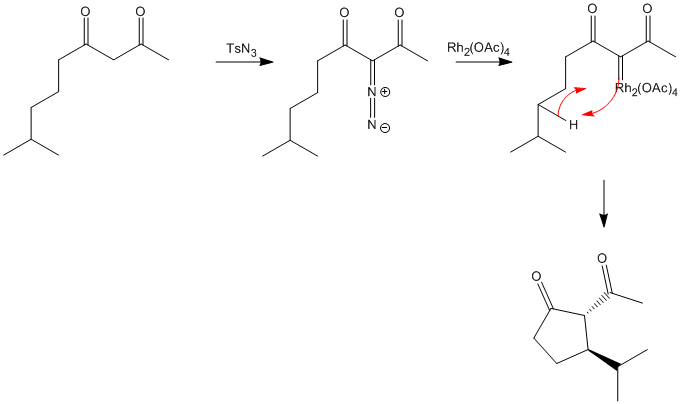 O O
TsN₃
O O
N ⊕
N ⊖
Rh₂(OAc)₄
O O
Rh₂(OAc)₄
H
O
O